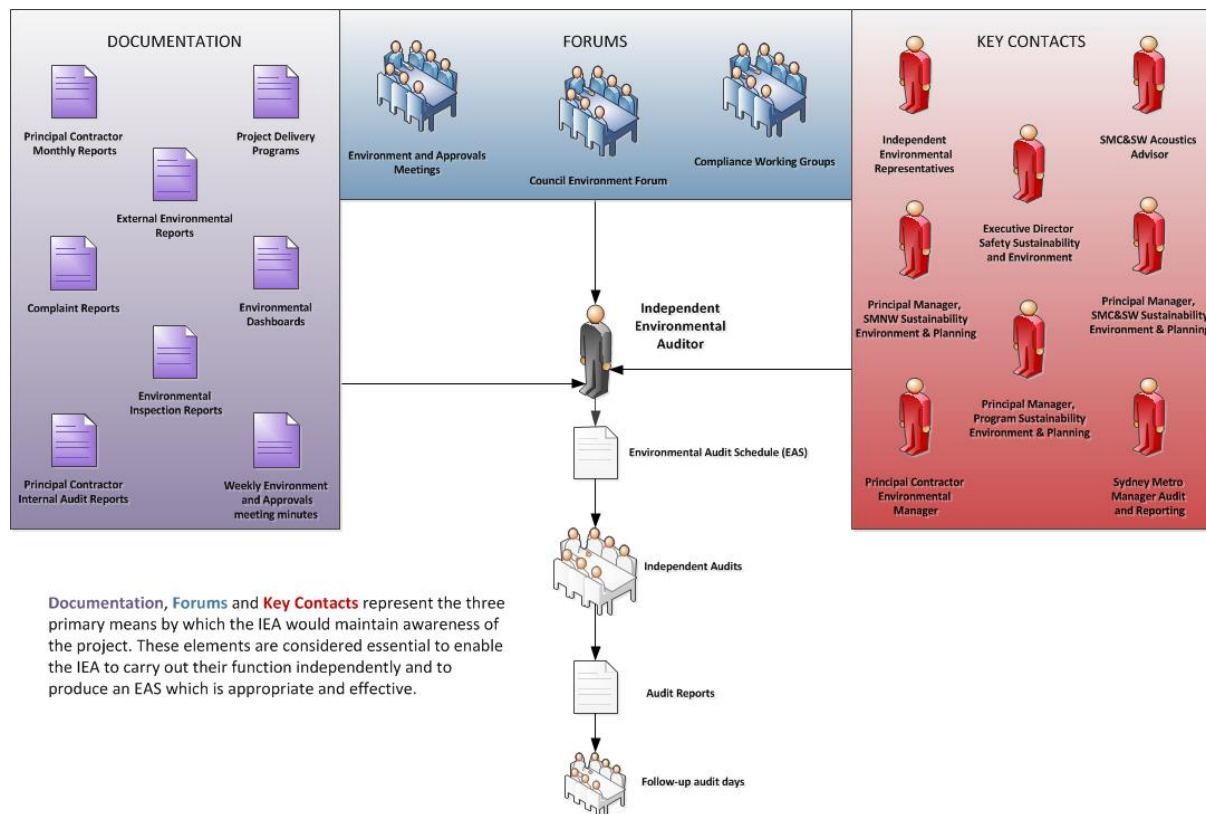 DOCUMENTATION
Principal Contractor
Monthly Reports
Project Delivery
Programs
External Environmental
Reports
Complaint Reports
Environmental
Dashboards
Environmental
Inspection Reports
Principal Contractor
Internal Audit Reports
Weekly Environment
and Approvals
meeting minutes
FORUMS
Environment and Approvals
Meetings
Council Environment Forum
Compliance Working Groups
KEY CONTACTS
Independent
Environmental
Representatives
SMC&SW Acoustics
Advisor
Executive Director
Safety Sustainability
and Environment
Principal Manager,
SMNW Sustainability
Environment & Planning
Principal Manager,
SMC&SW Sustainability
Environment & Planning
Principal Manager,
Program Sustainability
Environment & Planning
Principal Contractor
Environmental
Manager
Sydney Metro
Manager Audit
and Reporting
Independent
Environmental
Auditor
Environmental Audit Schedule (EAS)
Independent Audits
Audit Reports
Follow-up audit days
Documentation, Forums and Key Contacts represent the three
primary means by which the IEA would maintain awareness of
the project. These elements are considered essential to enable
the IEA to carry out their function independently and to
produce an EAS which is appropriate and effective.